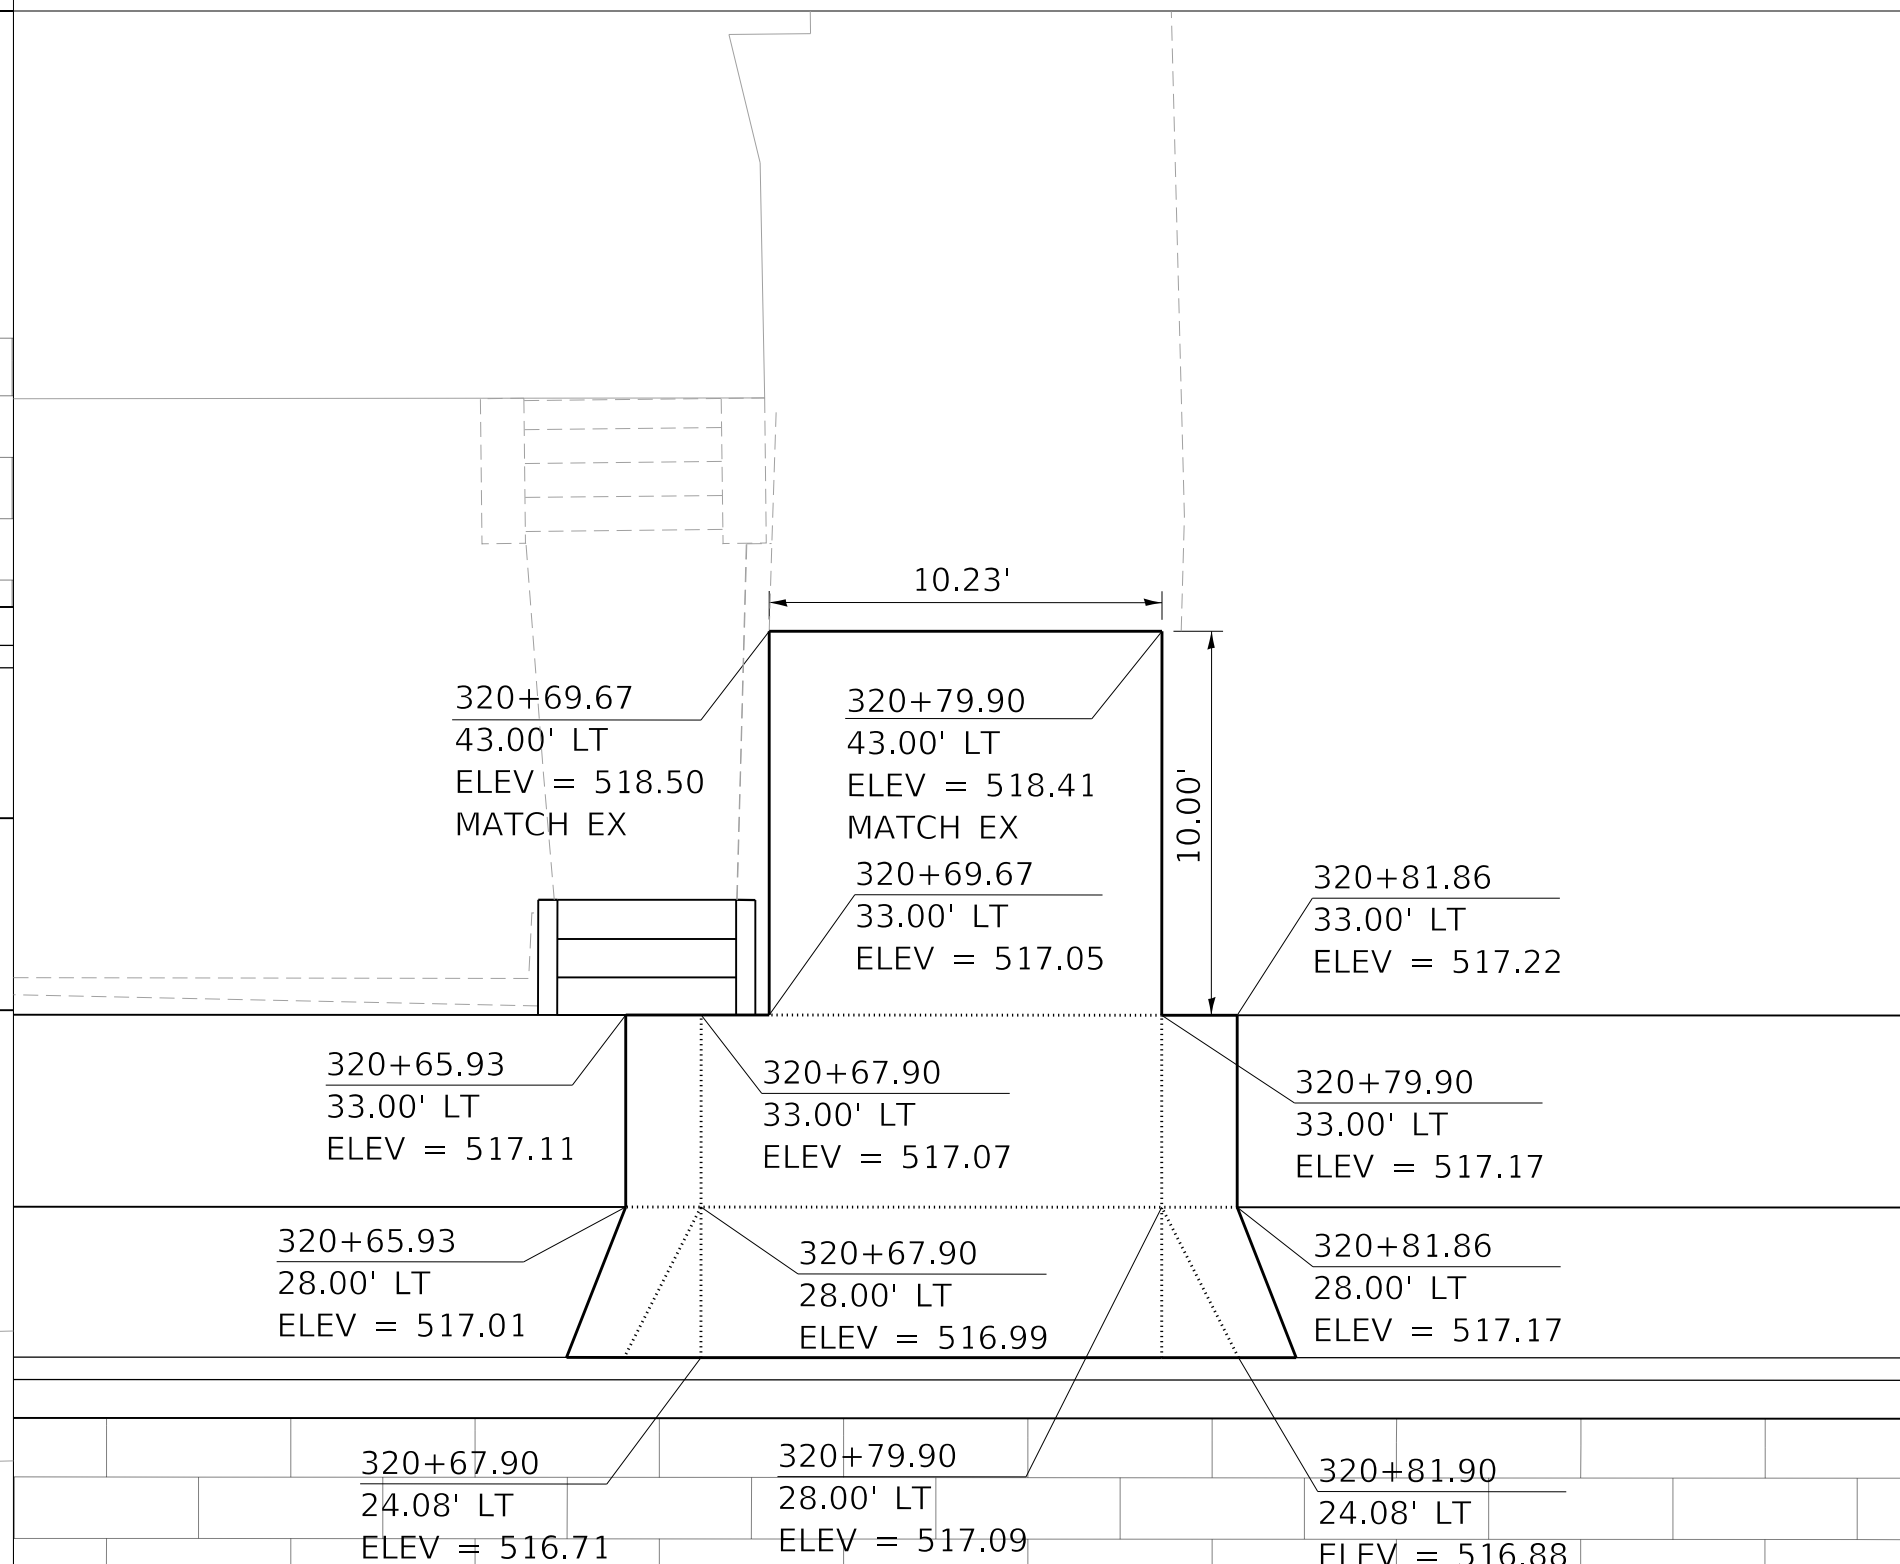 10.23'
320+69.67
43.00' LT
ELEV = 518.50
MATCH EX
320+79.90
43.00' LT
ELEV = 518.41
MATCH EX
10.00'
320+69.67
33.00' LT
ELEV = 517.05
320+81.86
33.00' LT
ELEV = 517.22
320+65.93
33.00' LT
ELEV = 517.11
320+67.90
33.00' LT
ELEV = 517.07
320+79.90
33.00' LT
ELEV = 517.17
320+65.93
28.00' LT
ELEV = 517.01
320+67.90
28.00' LT
ELEV = 516.99
320+81.86
28.00' LT
ELEV = 517.17
320+67.90
24.08' LT
ELEV = 516.71
320+79.90
28.00' LT
ELEV = 517.09
320+81.90
24.08' LT
ELEV = 516.88